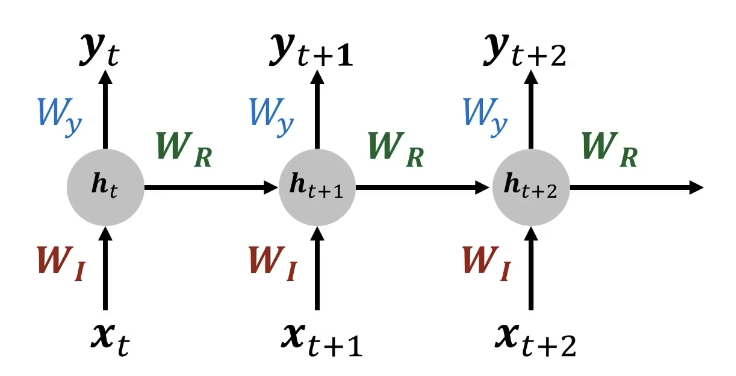 y_t y_{t+1} y_{t+2}
W_y W_y W_y
W_R W_R W_R
h_t h_{t+1} h_{t+2}
W_I W_I W_I
x_t x_{t+1} x_{t+2}